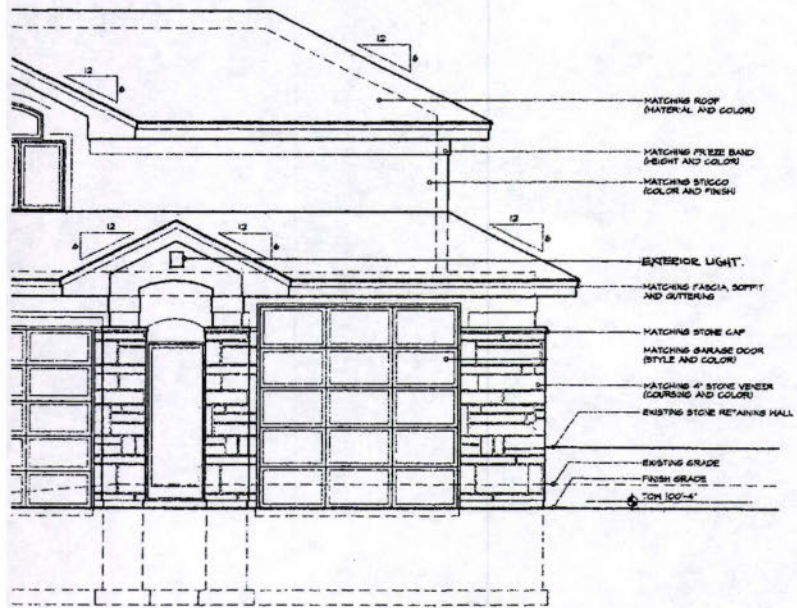 12
6
12
6
MATCHING ROOF
(MATERIAL AND COLOR)
MATCHING FRIEZE BAND
(HEIGHT AND COLOR)
MATCHING STUCCO
(COLOR AND FINISH)
12
6
12
6
12
6
EXTERIOR LIGHT.
MATCHING FASCIA, SOFFIT
AND GUTTERING
MATCHING STONE CAP
MATCHING GARAGE DOOR
(STYLE AND COLOR)
MATCHING 4" STONE VENEER
(COURSING AND COLOR)
EXISTING STONE RETAINING WALL
EXISTING GRADE
FINISH GRADE
TOW 100'-4"